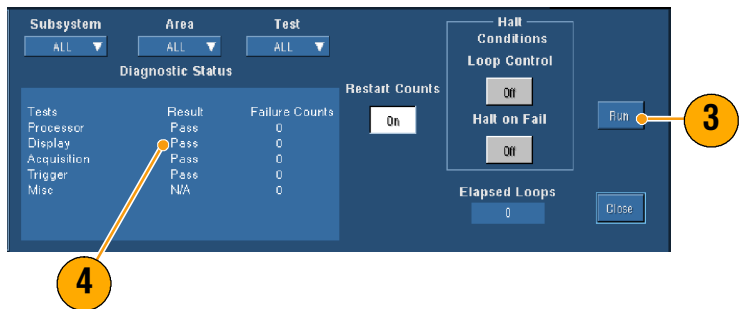 Subsystem Area Test
ALL ALL ALL
Diagnostic Status
Tests Result Failure Counts
Processor Pass 0
Display Pass 0
Acquisition Pass 0
Trigger Pass 0
Misc N/A 0
Restart Counts
On
Halt
Conditions
Loop Control
Off
Halt on Fail
Off
Elapsed Loops
0
Run
Close
3
4